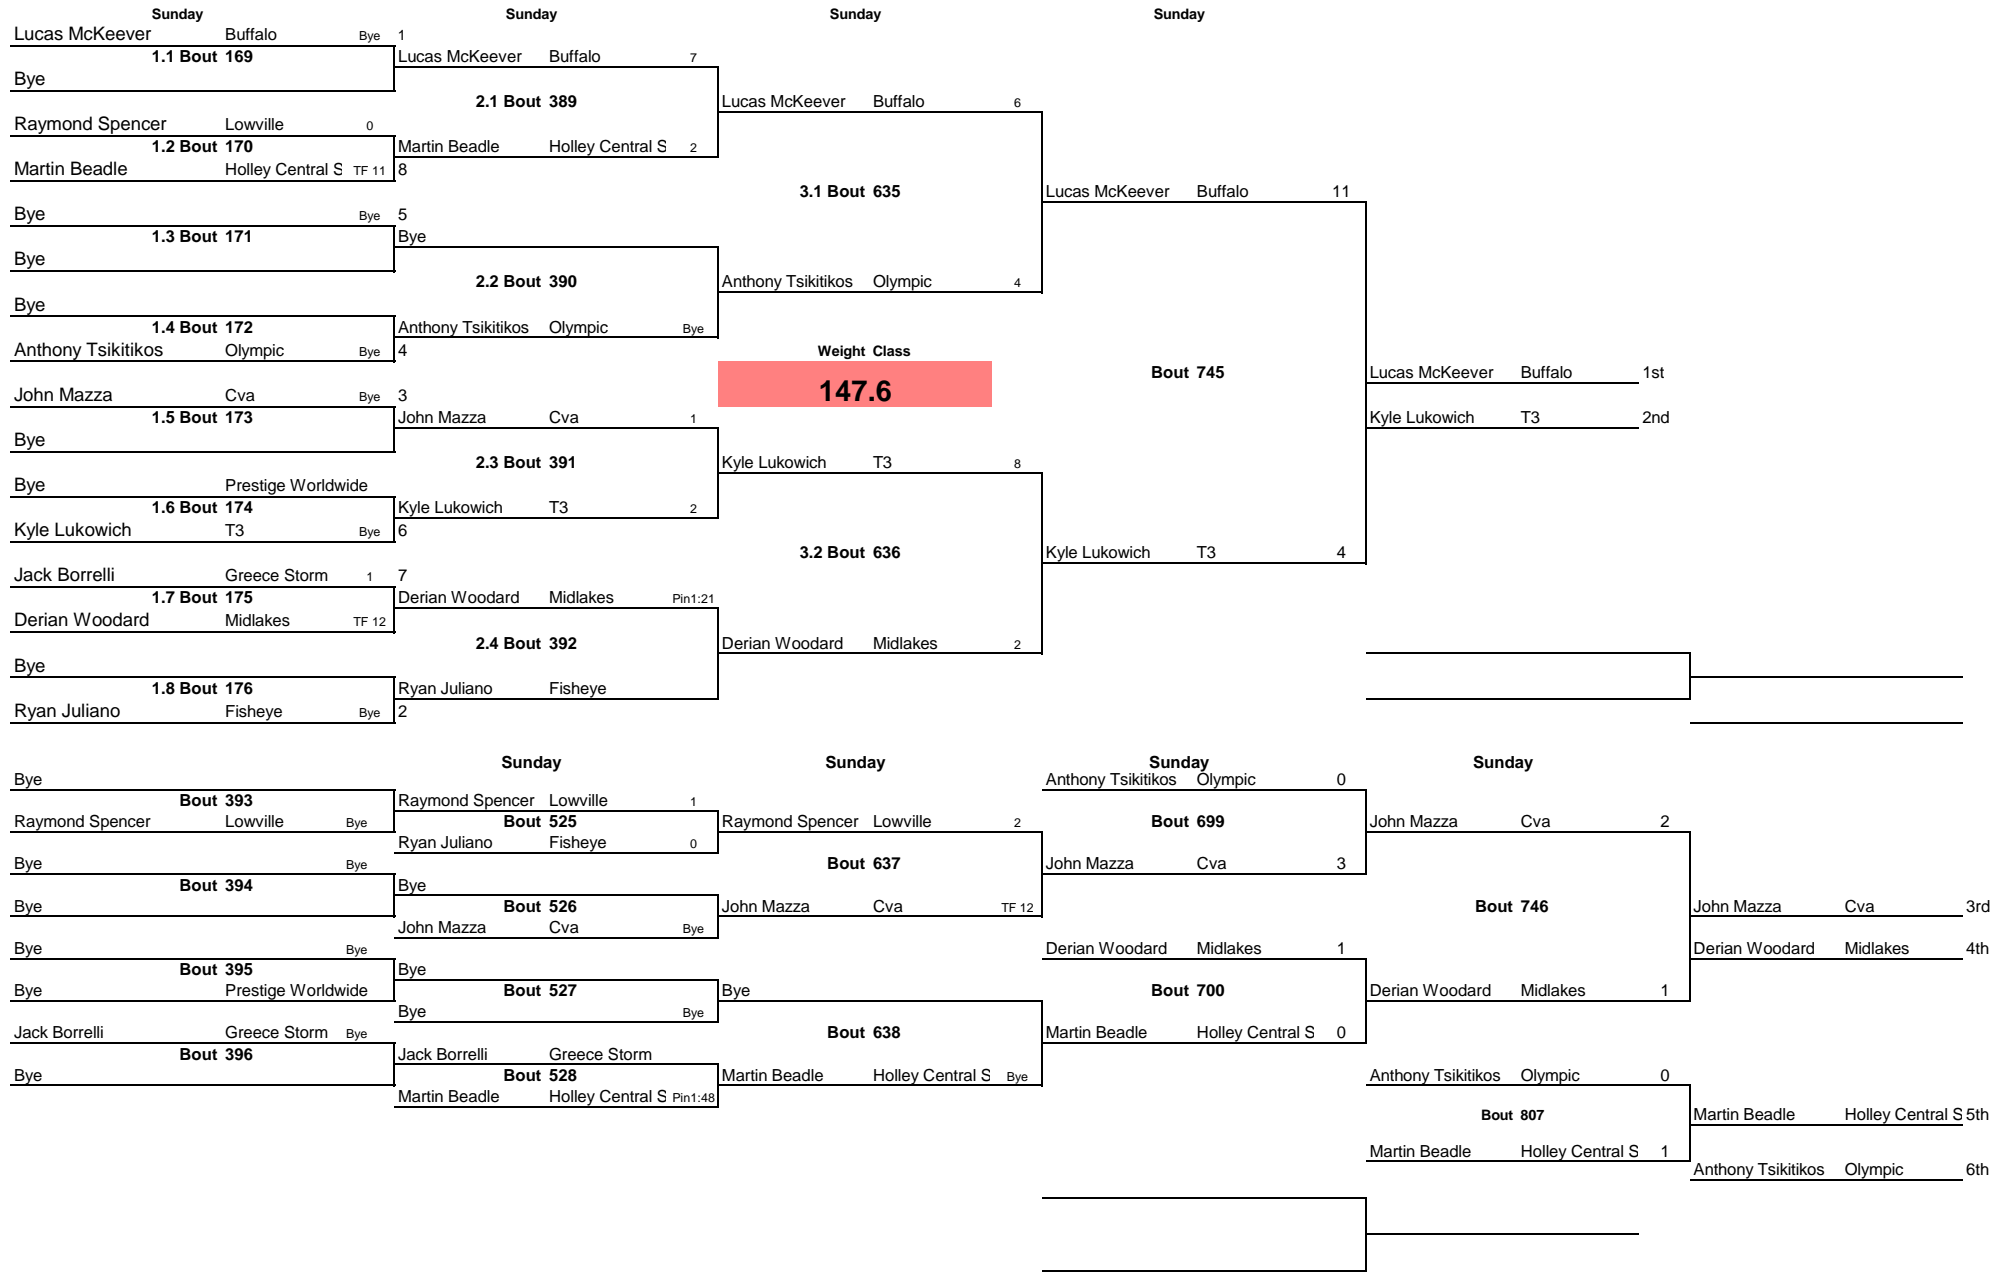 Sunday Sunday Sunday Sunday
Lucas McKeever Buffalo Bye 1
1.1 Bout 169 Lucas McKeever Buffalo 7
Bye
2.1 Bout 389 Lucas McKeever Buffalo 6
Raymond Spencer Lowville 0
1.2 Bout 170 Martin Beadle Holley Central S 2
Martin Beadle Holley Central S TF 11 8
3.1 Bout 635 Lucas McKeever Buffalo 11
Bye Bye 5
1.3 Bout 171 Bye
Bye
2.2 Bout 390 Anthony Tsikitikos Olympic 4
Bye
1.4 Bout 172 Anthony Tsikitikos Olympic Bye
Anthony Tsikitikos Olympic Bye 4 Weight Class
Bout 745 Lucas McKeever Buffalo 1st
John Mazza Cva Bye 3 147.6
1.5 Bout 173 John Mazza Cva 1 Kyle Lukowich T3 2nd
Bye
2.3 Bout 391 Kyle Lukowich T3 8
Bye Prestige Worldwide
1.6 Bout 174 Kyle Lukowich T3 2
Kyle Lukowich T3 Bye 6
3.2 Bout 636 Kyle Lukowich T3 4
Jack Borrelli Greece Storm 1 7
1.7 Bout 175 Derian Woodard Midlakes Pin1:21
Derian Woodard Midlakes TF 12
2.4 Bout 392 Derian Woodard Midlakes 2
Bye
1.8 Bout 176 Ryan Juliano Fisheye
Ryan Juliano Fisheye Bye 2
Sunday Sunday Sunday Sunday
Bye Anthony Tsikitikos Olympic 0
Bout 393 Raymond Spencer Lowville 1
Raymond Spencer Lowville Bye Bout 525 Raymond Spencer Lowville 2 Bout 699 John Mazza Cva 2
Ryan Juliano Fisheye 0
Bye Bye Bout 637 John Mazza Cva 3
Bout 394 Bye
Bye Bout 526 John Mazza Cva TF 12 Bout 746 John Mazza Cva 3rd
John Mazza Cva Bye
Bye Bye Derian Woodard Midlakes 1 Derian Woodard Midlakes 4th
Bout 395 Bye
Bye Prestige Worldwide Bout 527 Bye Bout 700 Derian Woodard Midlakes 1
Bye Bye
Jack Borrelli Greece Storm Bye Bout 638 Martin Beadle Holley Central S 0
Bout 396 Jack Borrelli Greece Storm
Bye Bout 528 Martin Beadle Holley Central S Bye Anthony Tsikitikos Olympic 0
Martin Beadle Holley Central S Pin1:48
Bout 807 Martin Beadle Holley Central S 5th
Martin Beadle Holley Central S 1
Anthony Tsikitikos Olympic 6th